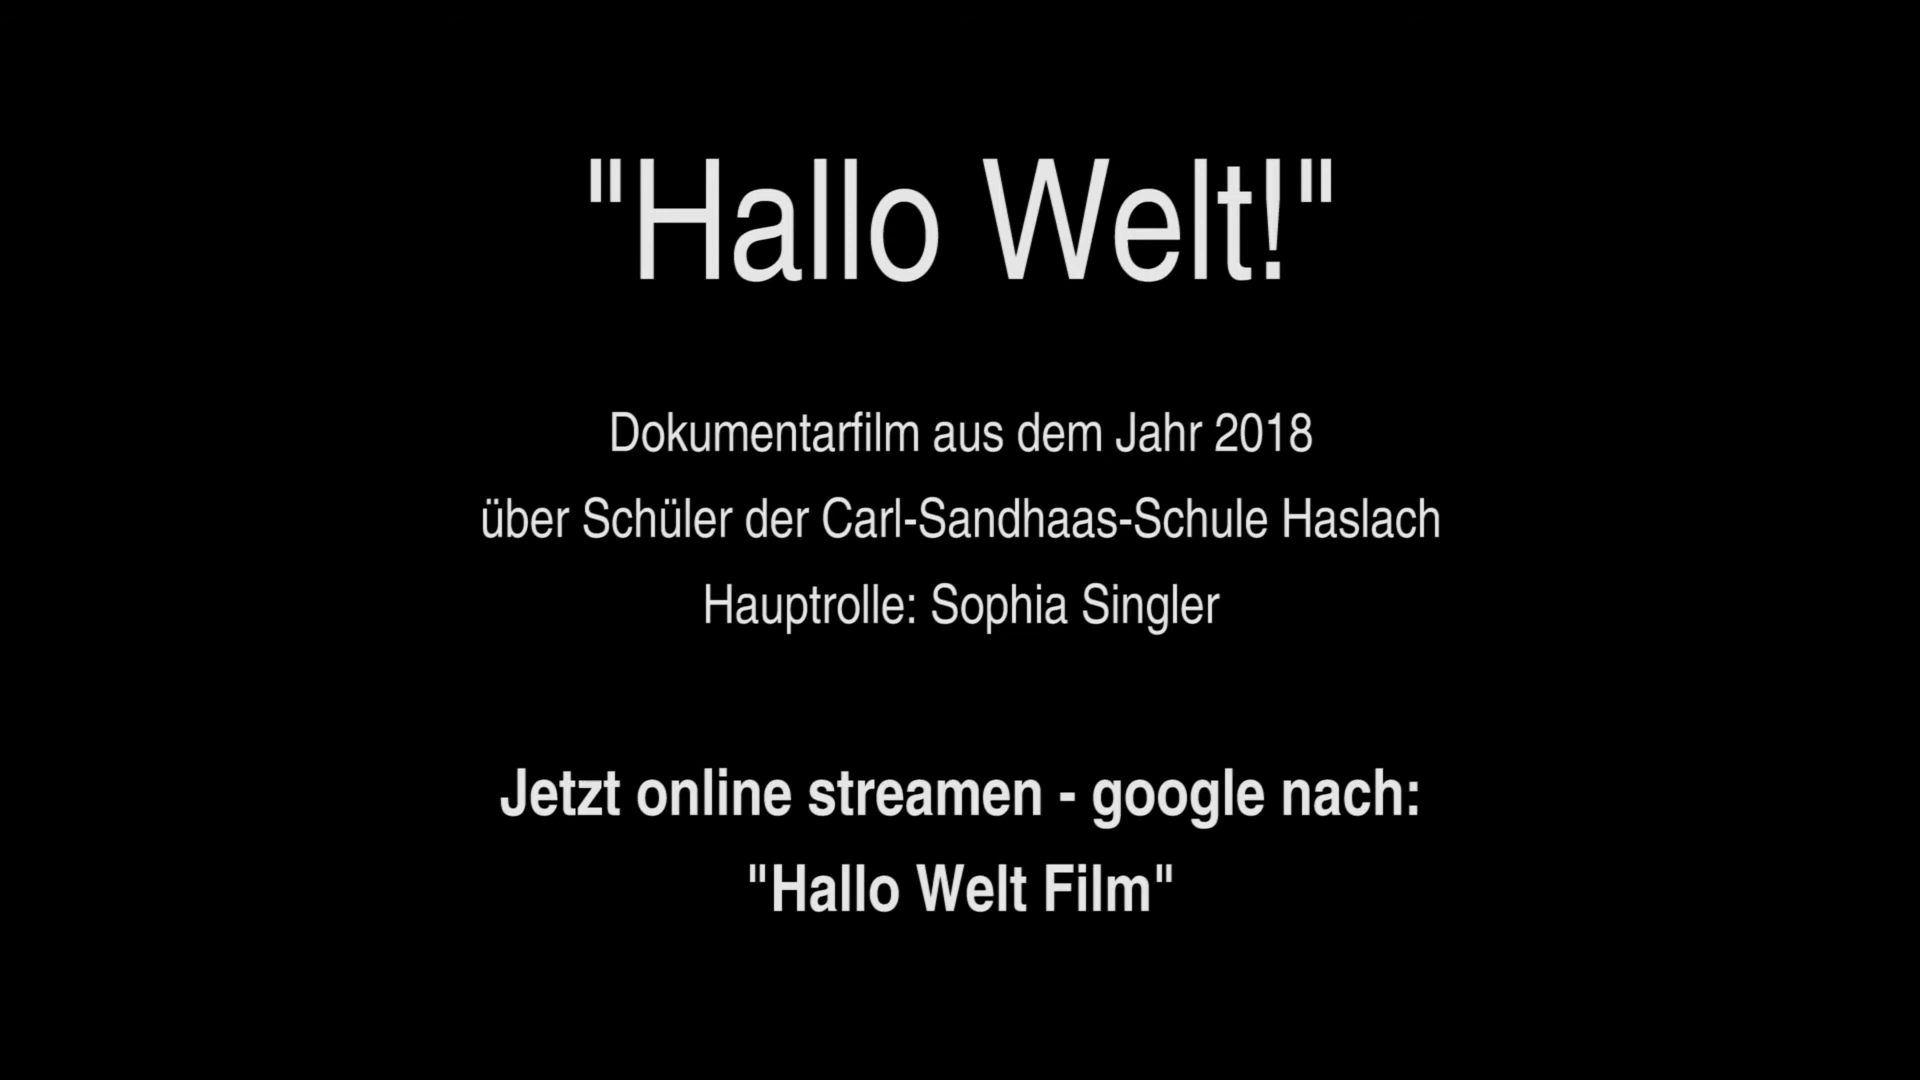 "Hallo Welt!"
Dokumentarfilm aus dem Jahr 2018
über Schüler der Carl-Sandhaas-Schule Haslach
Hauptrolle: Sophia Singler
Jetzt online streamen - google nach:
"Hallo Welt Film"